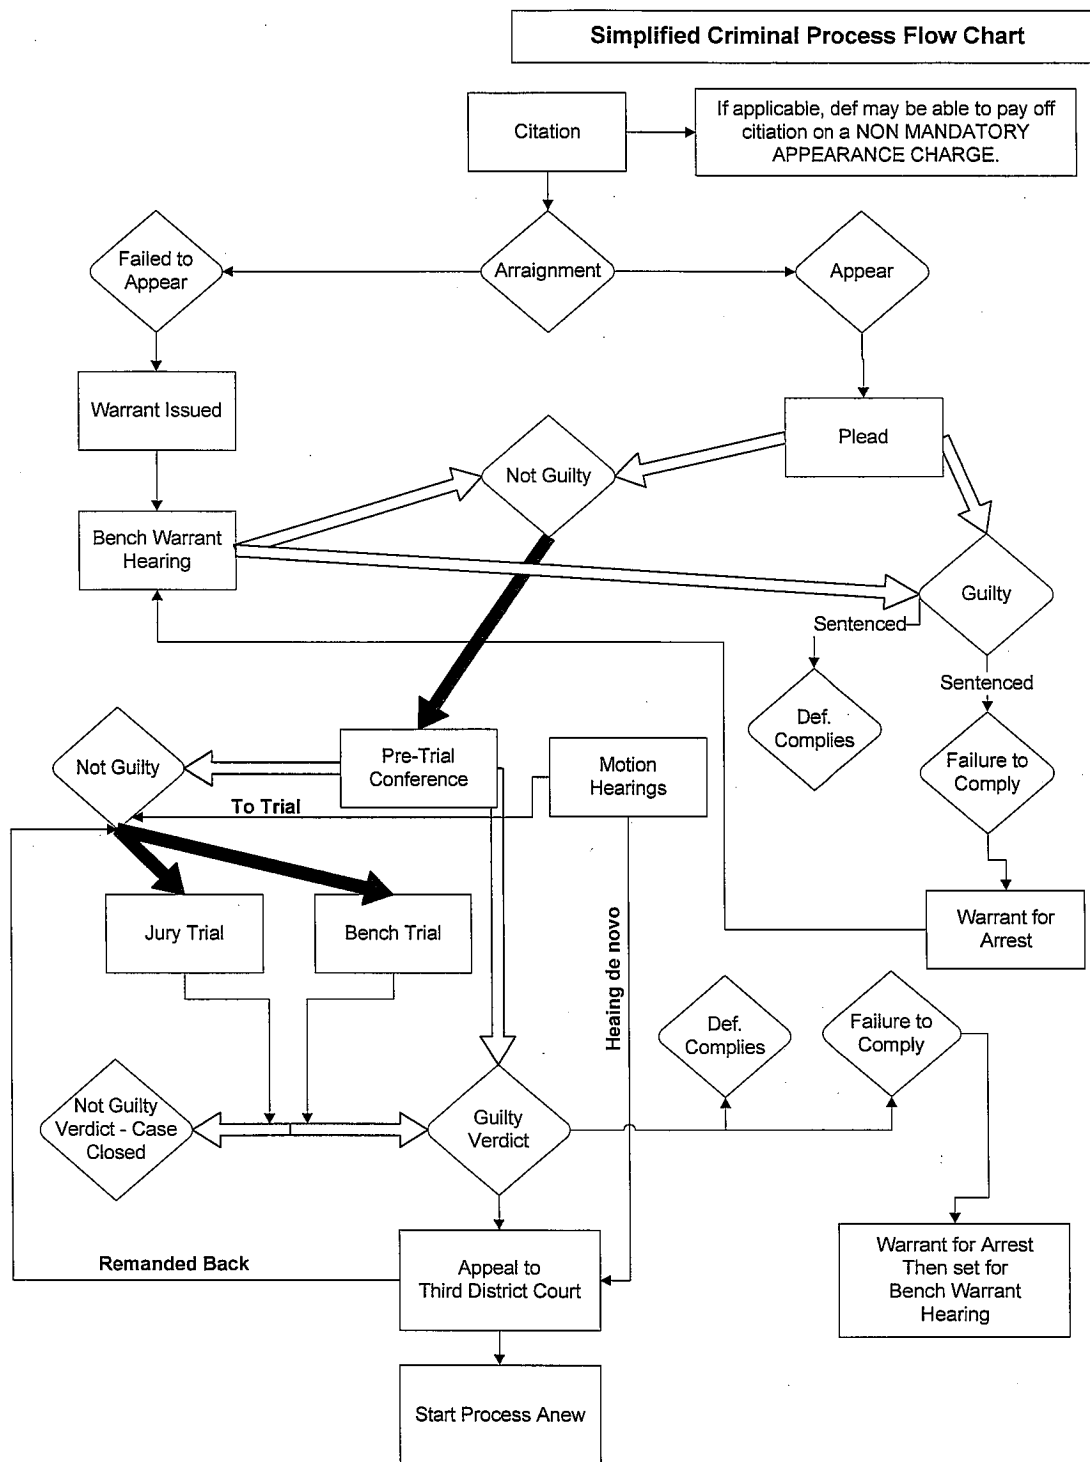 Simplified Criminal Process Flow Chart
Citation
If applicable, def may be able to pay off
citiation on a NON MANDATORY
APPEARANCE CHARGE.
Failed to
Appear
Arraignment
Appear
Warrant Issued
Plead
Not Guilty
Bench Warrant
Hearing
Guilty
Sentenced
Sentenced
Def.
Complies
Failure to
Comply
Not Guilty
Pre-Trial
Conference
Motion
Hearings
To Trial
Jury Trial
Bench Trial
Warrant for
Arrest
Heaing de novo
Def.
Complies
Failure to
Comply
Not Guilty
Verdict - Case
Closed
Guilty
Verdict
Remanded Back
Appeal to
Third District Court
Warrant for Arrest
Then set for
Bench Warrant
Hearing
Start Process Anew